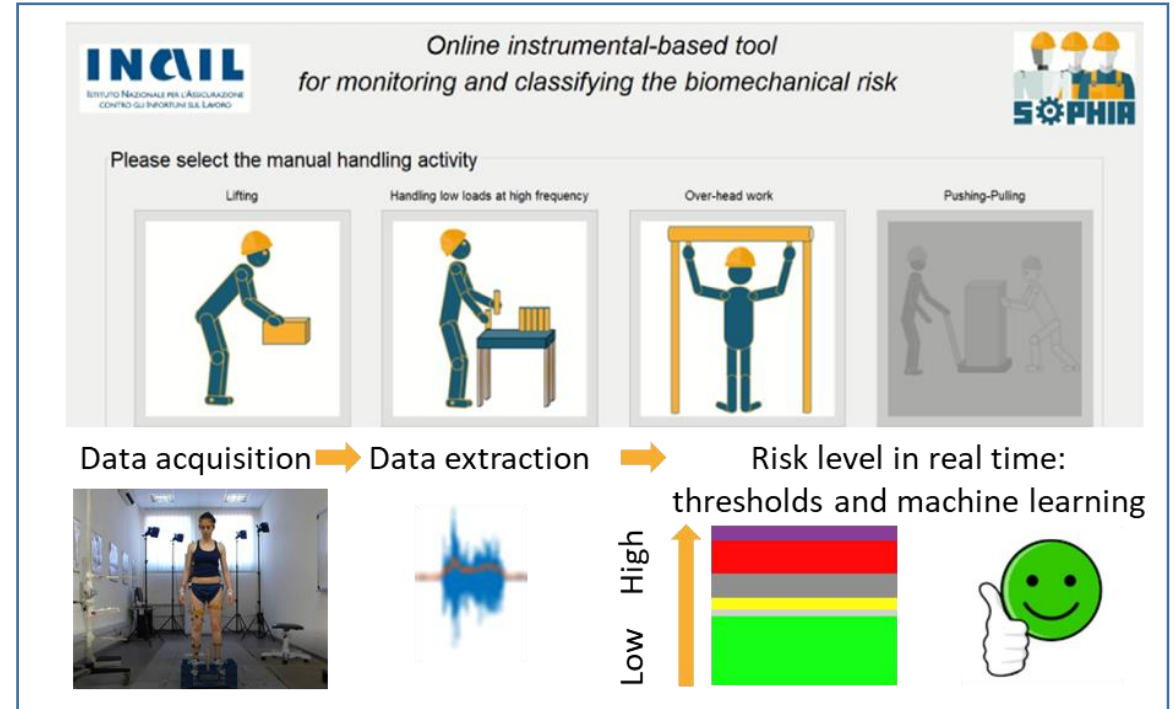 INAIL
ISTITUTO NAZIONALE PER L'ASSICURAZIONE
CONTRO GLI INFORTUNI SUL LAVORO
Online instrumental-based tool
for monitoring and classifying the biomechanical risk
SOPHIA
Please select the manual handling activity
Lifting
Handling low loads at high frequency
Over-head work
Pushing-Pulling
Data acquisition
Data extraction
Risk level in real time:
thresholds and machine learning
High
Low